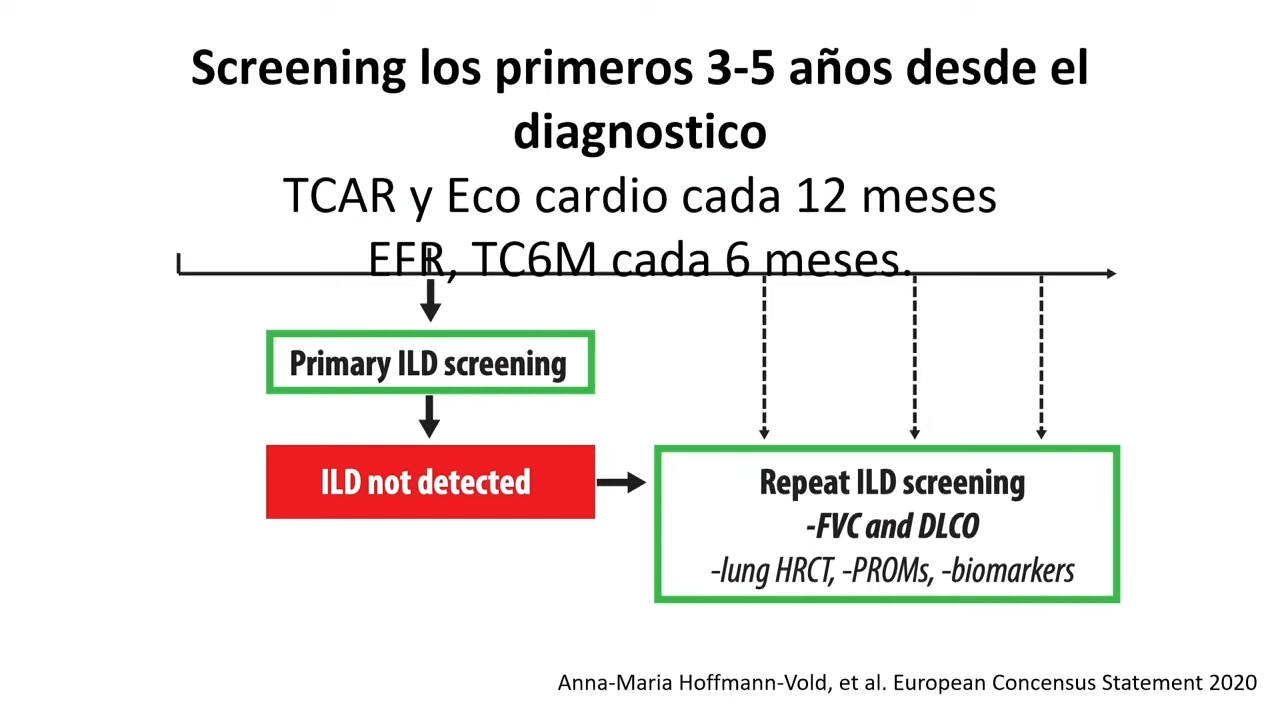 Screening los primeros 3-5 años desde el
diagnostico
TCAR y Eco cardio cada 12 meses
EFR, TC6M cada 6 meses.
Primary ILD screening
ILD not detected
Repeat ILD screening
-FVC and DLCO
-lung HRCT, -PROMs, -biomarkers
Anna-Maria Hoffmann-Vold, et al. European Concensus Statement 2020